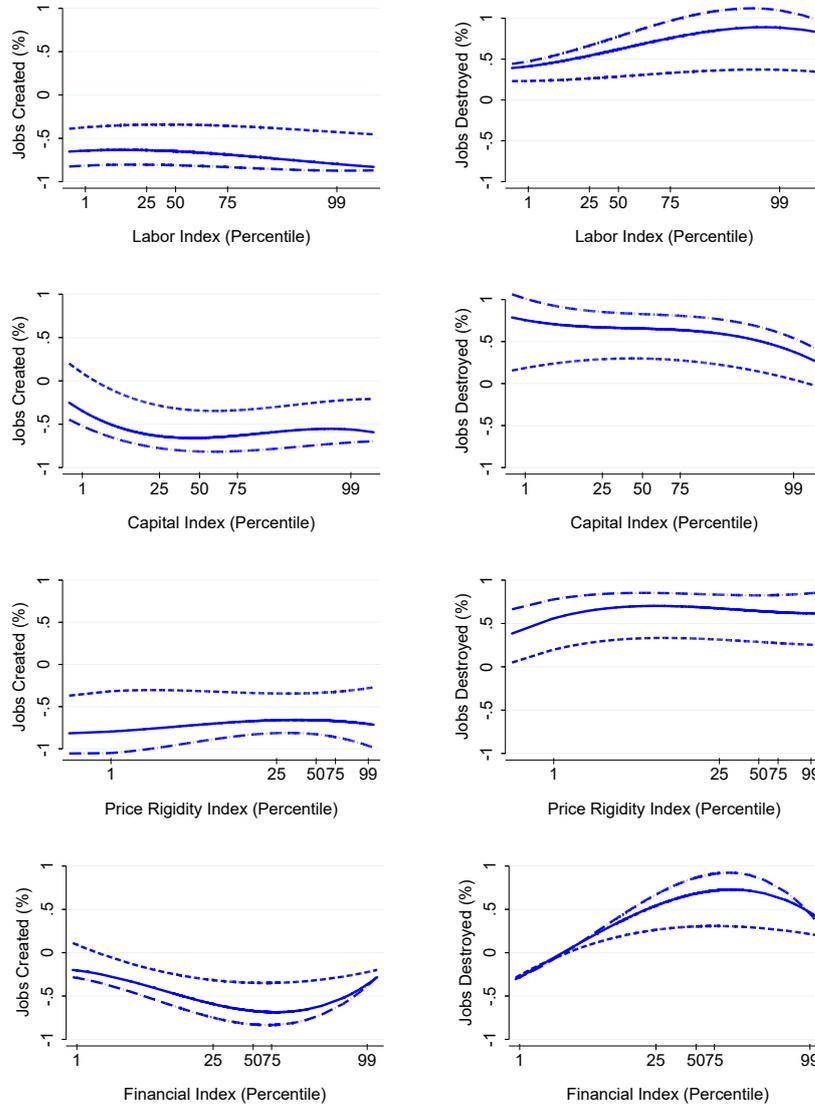 Jobs Created (%)
1
.5
0
-.5
-1
1 25 50 75 99
Labor Index (Percentile)
Jobs Destroyed (%)
1
.5
0
-.5
-1
1 25 50 75 99
Labor Index (Percentile)
Jobs Created (%)
1
.5
0
-.5
-1
1 25 50 75 99
Capital Index (Percentile)
Jobs Destroyed (%)
1
.5
0
-.5
-1
1 25 50 75 99
Capital Index (Percentile)
Jobs Created (%)
1
.5
0
-.5
-1
1 25 5075 99
Price Rigidity Index (Percentile)
Jobs Destroyed (%)
1
.5
0
-.5
-1
1 25 5075 99
Price Rigidity Index (Percentile)
Jobs Created (%)
1
.5
0
-.5
-1
1 25 5075 99
Financial Index (Percentile)
Jobs Destroyed (%)
1
.5
0
-.5
-1
1 25 5075 99
Financial Index (Percentile)